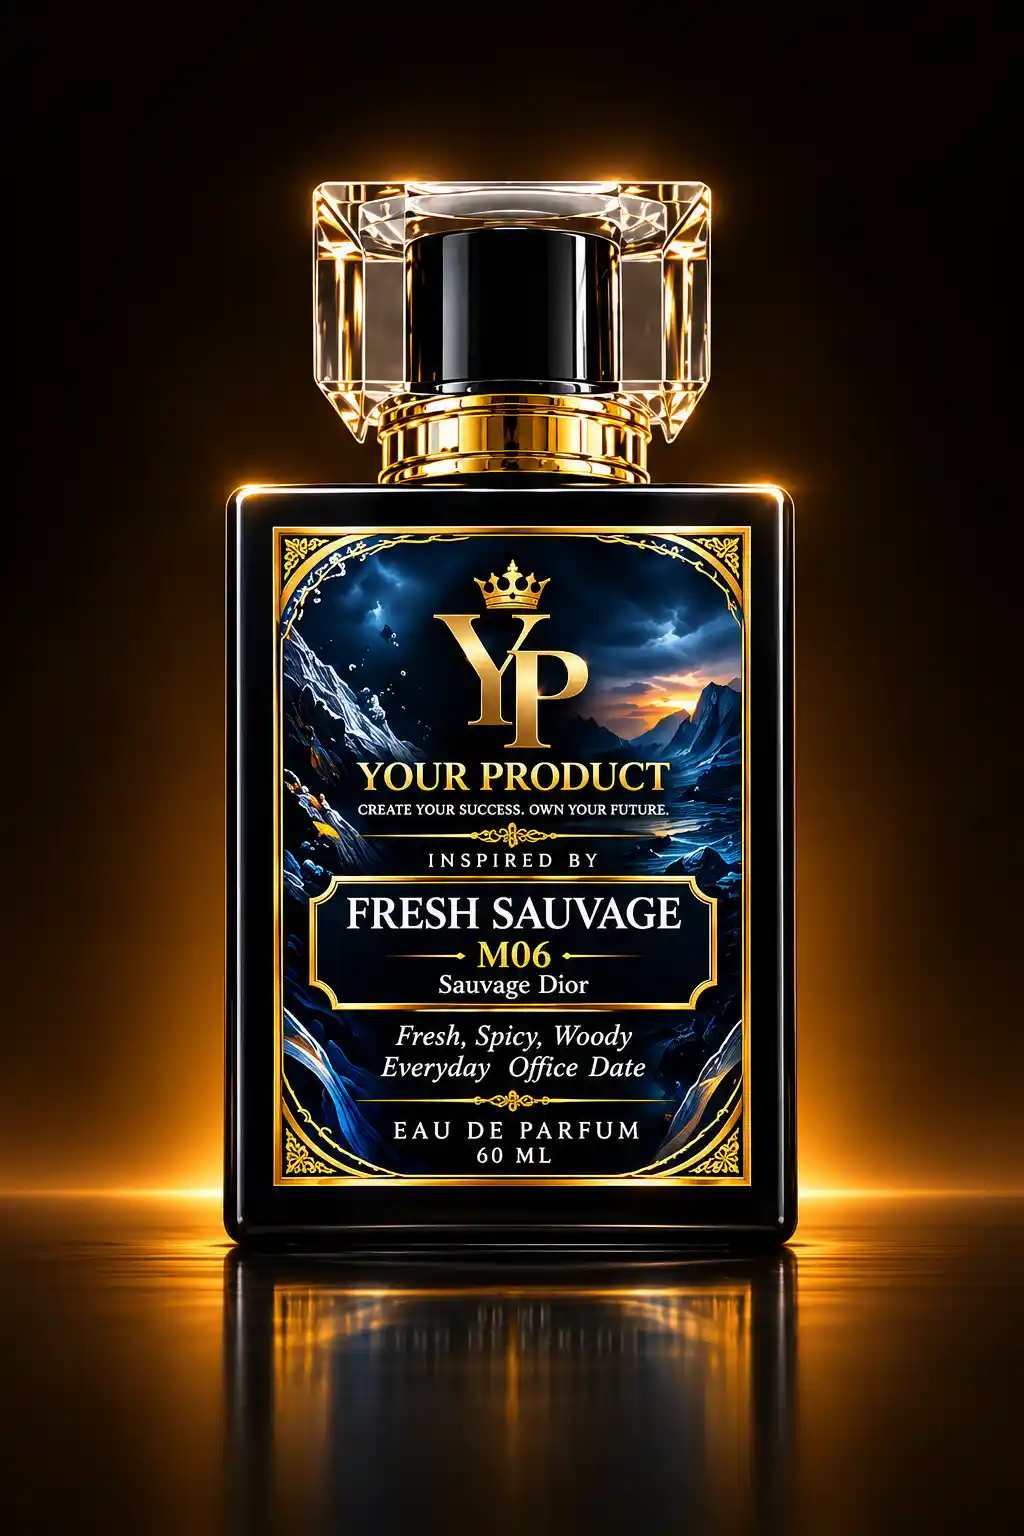 YP
YOUR PRODUCT
CREATE YOUR SUCCESS. OWN YOUR FUTURE.
INSPIRED BY
FRESH SAUVAGE
M06
Sauvage Dior
Fresh, Spicy, Woody
Everyday Office Date
EAU DE PARFUM
60 ML